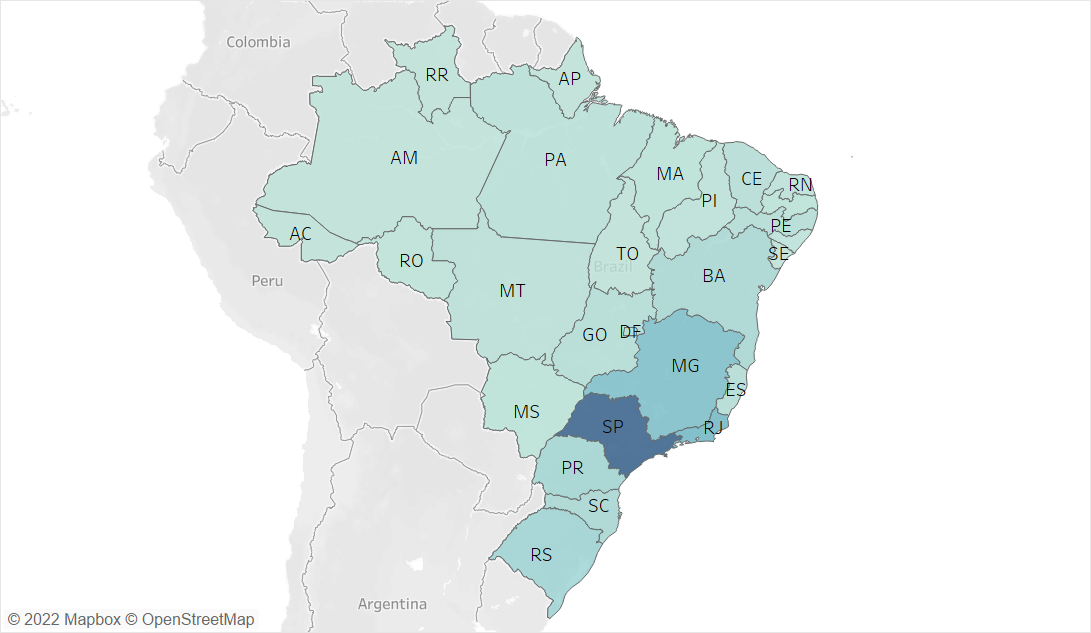 Colombia
RR
AP
AM
PA
MA
CE
RN
PI
PE
AC
TO
SE
RO
Brazil
BA
Peru
MT
GO
DF
MG
ES
MS
SP
RJ
PR
SC
RS
Argentina
© 2022 Mapbox © OpenStreetMap